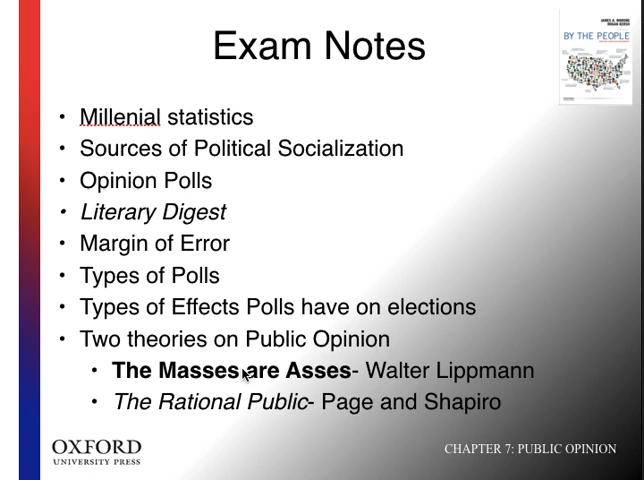 Exam Notes
BY THE PEOPLE
• Millenial statistics
• Sources of Political Socialization
• Opinion Polls
• Literary Digest
• Margin of Error
• Types of Polls
• Types of Effects Polls have on elections
• Two theories on Public Opinion
• The Masses are Asses- Walter Lippmann
• The Rational Public- Page and Shapiro
OXFORD
UNIVERSITY PRESS
CHAPTER 7: PUBLIC OPINION